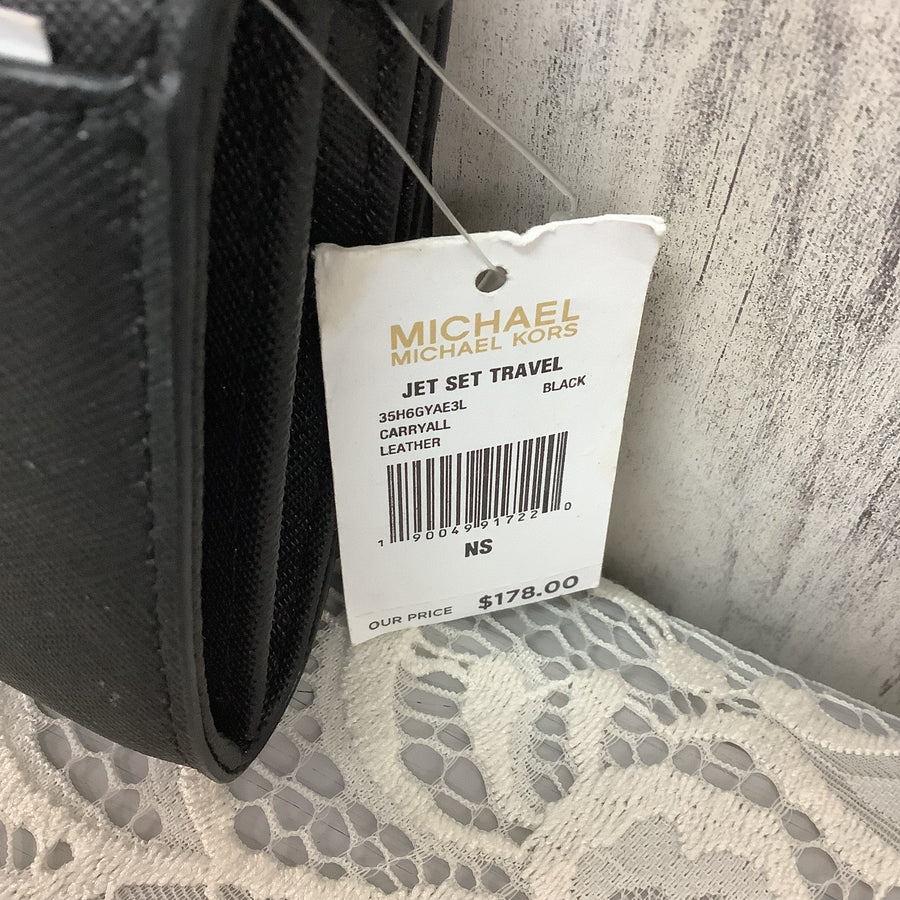 MICHAEL
MICHAEL KORS
JET SET TRAVEL
35H6GYAE3L BLACK
CARRYALL
LEATHER
1 90049 91722 0
NS
OUR PRICE $178.00